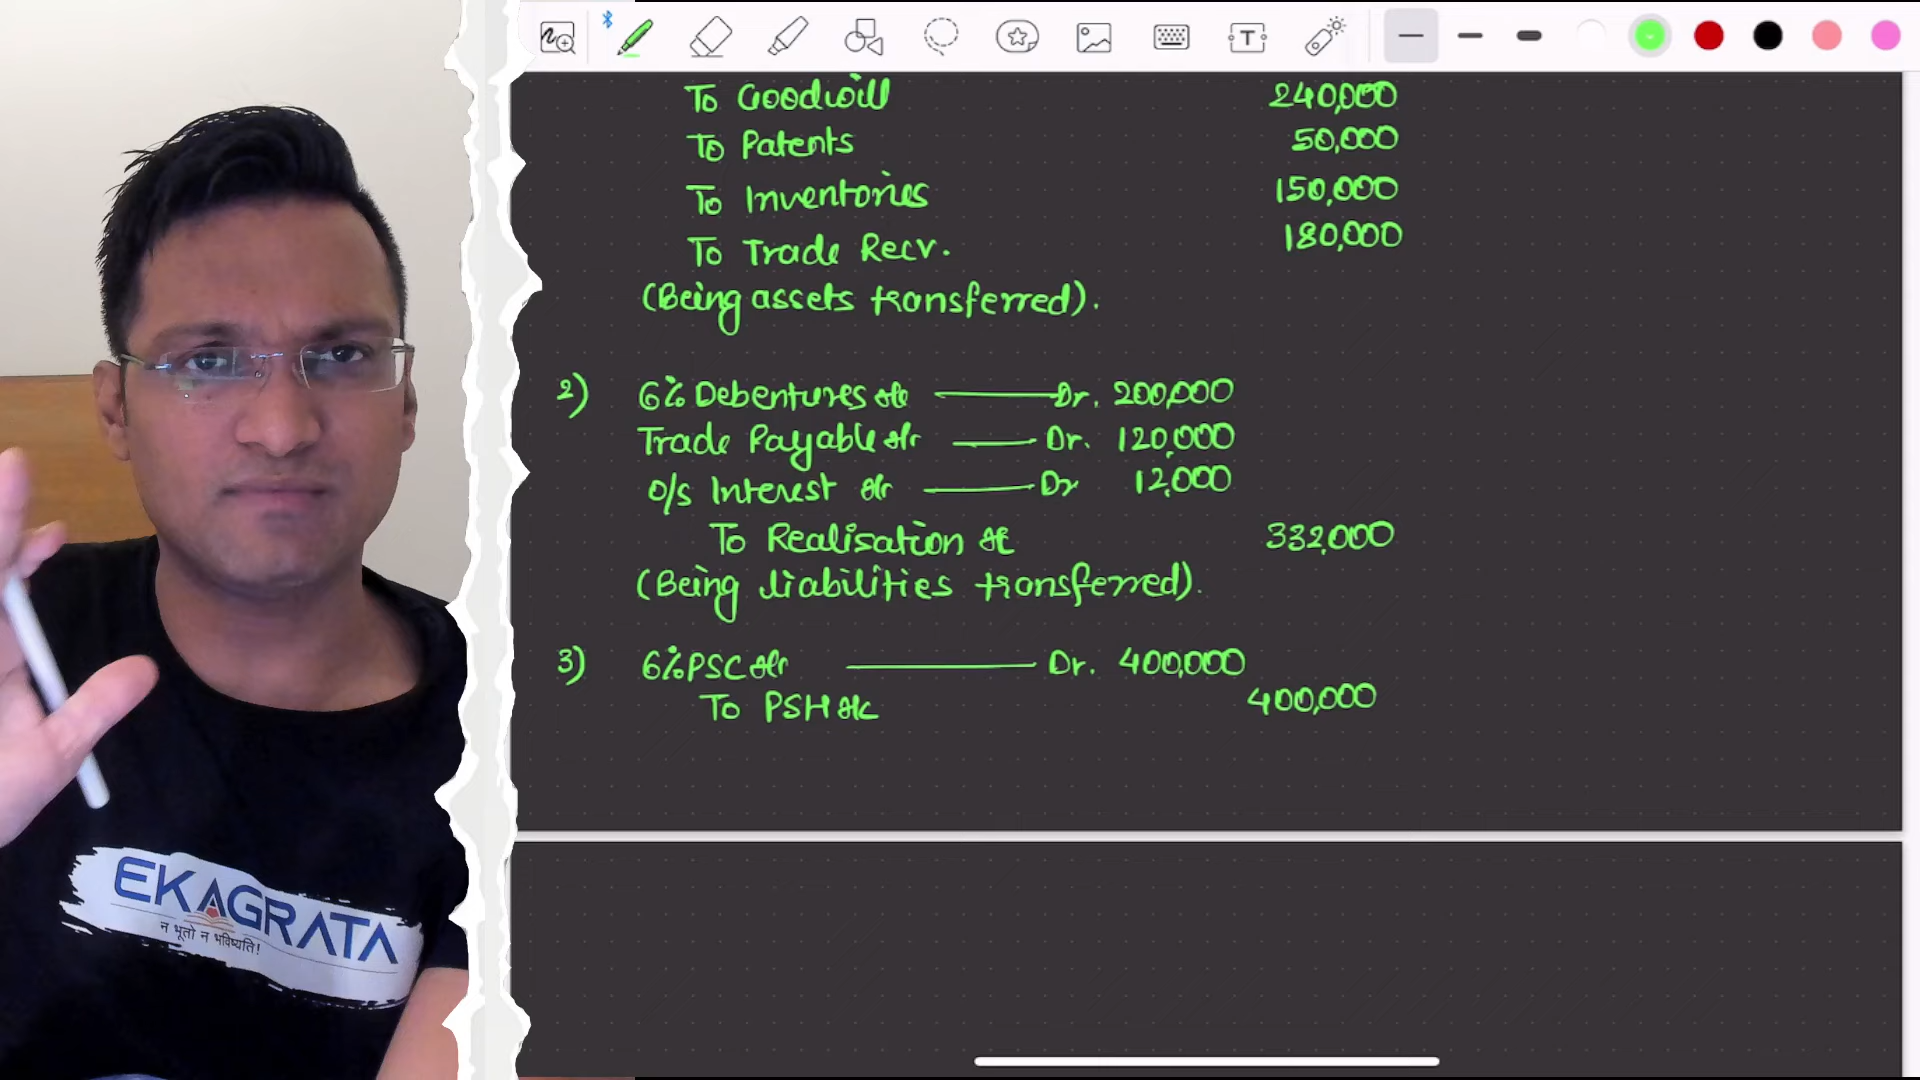 To Goodwill 240,000
To Patents 50,000
To Inventories 150,000
To Trade Recv. 180,000
(Being assets transferred).
2) 6% Debentures a/c Dr. 200,000
Trade Payable a/c Dr. 120,000
O/S Interest a/c Dr 12,000
To Realisation a/c 332,000
(Being liabilities transferred).
3) 6% PSC a/c Dr. 400,000
To PSH a/c 400,000
EKAGRATA
न भूतो न भविष्यति!
T